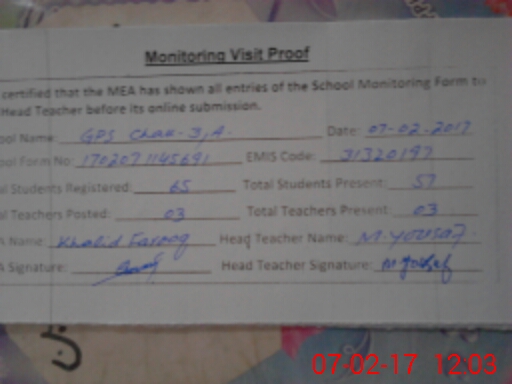 Monitoring Visit Proof
certified that the MEA has shown all entries of the School Monitoring Form to
Head Teacher before its online submission.
ool Name: GPS Chak-3,A. Date: 07-02-2017
ool Form No: 1702071145691 EMIS Code: 31320197
al Students Registered: 65 Total Students Present: 57
al Teachers Posted: 03 Total Teachers Present 03
A Name: Khalid Farooq Head Teacher Name: M.Yousaf.
A Signature: Head Teacher Signature: M.Yousaf
07-02-17 12:03